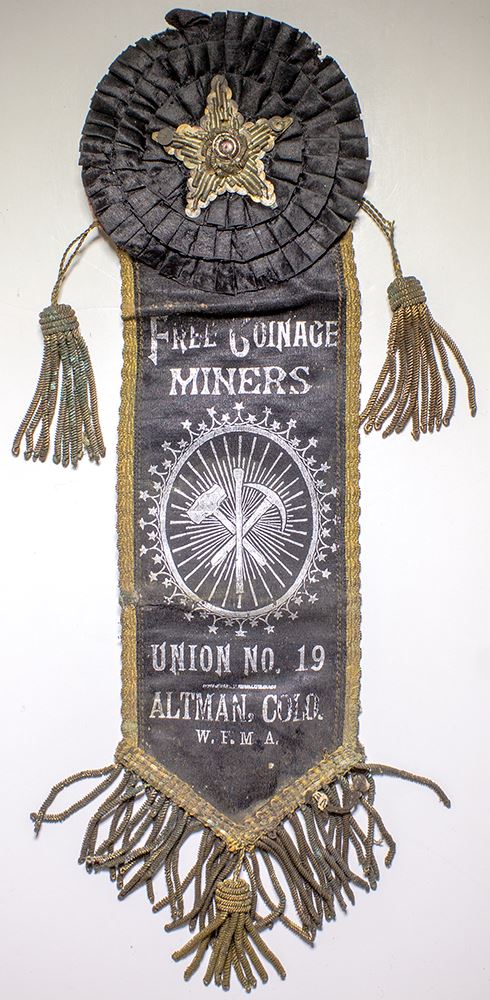 FREE COINAGE
MINERS
UNION NO. 19
ALTMAN, COLO.
W. F. M. A.